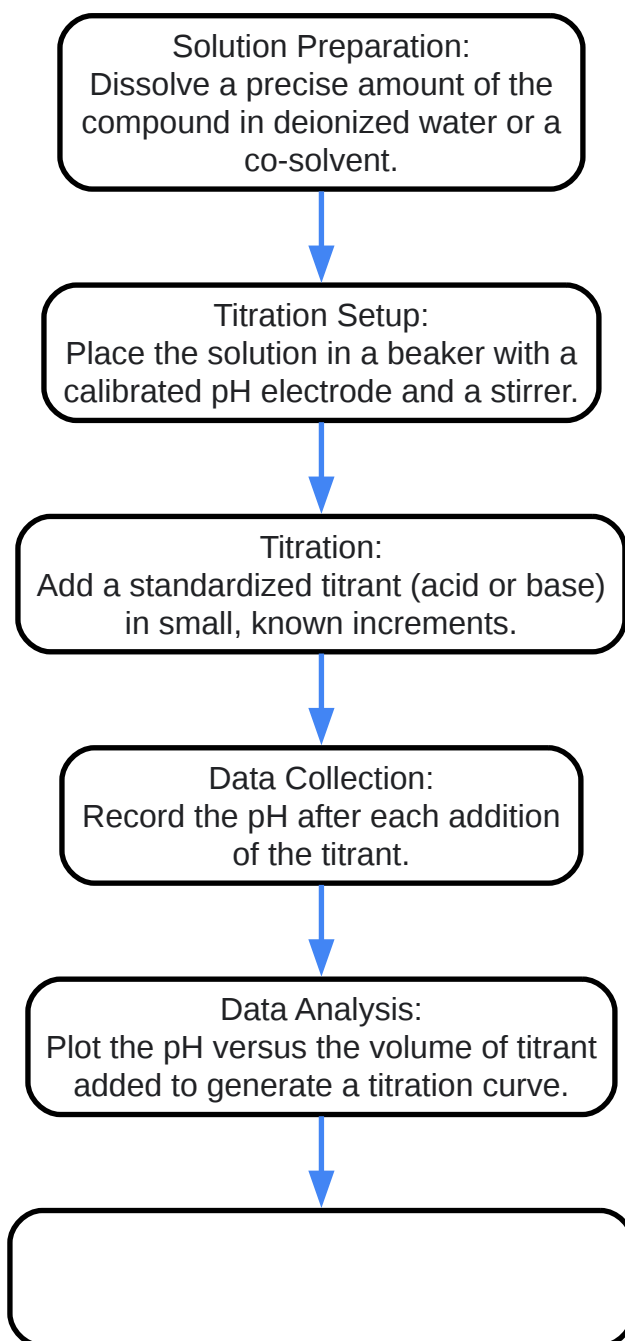 Solution Preparation:
Dissolve a precise amount of the
compound in deionized water or a
co-solvent.
Titration Setup:
Place the solution in a beaker with a
calibrated pH electrode and a stirrer.
Titration:
Add a standardized titrant (acid or base)
in small, known increments.
Data Collection:
Record the pH after each addition
of the titrant.
Data Analysis:
Plot the pH versus the volume of titrant
added to generate a titration curve.